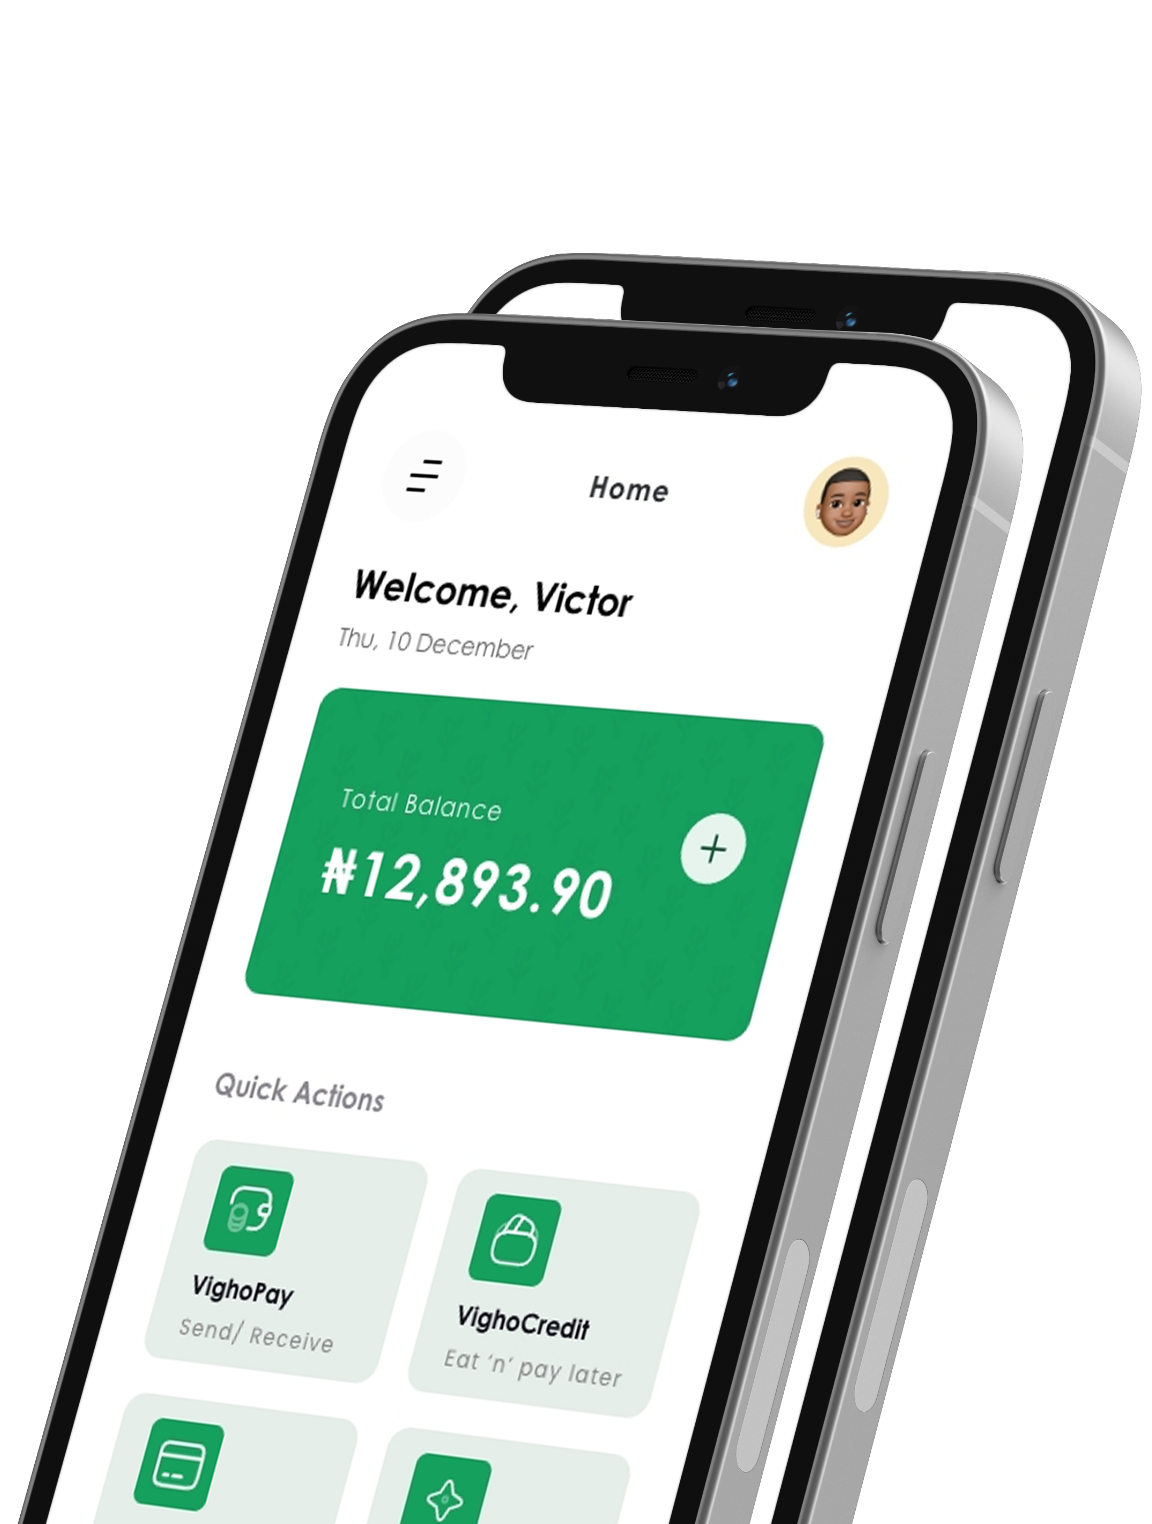 Home
Welcome, Victor
Thu, 10 December
Total Balance
₦12,893.90
Quick Actions
VighoPay
Send/ Receive
VighoCredit
Eat ‘n’ pay later